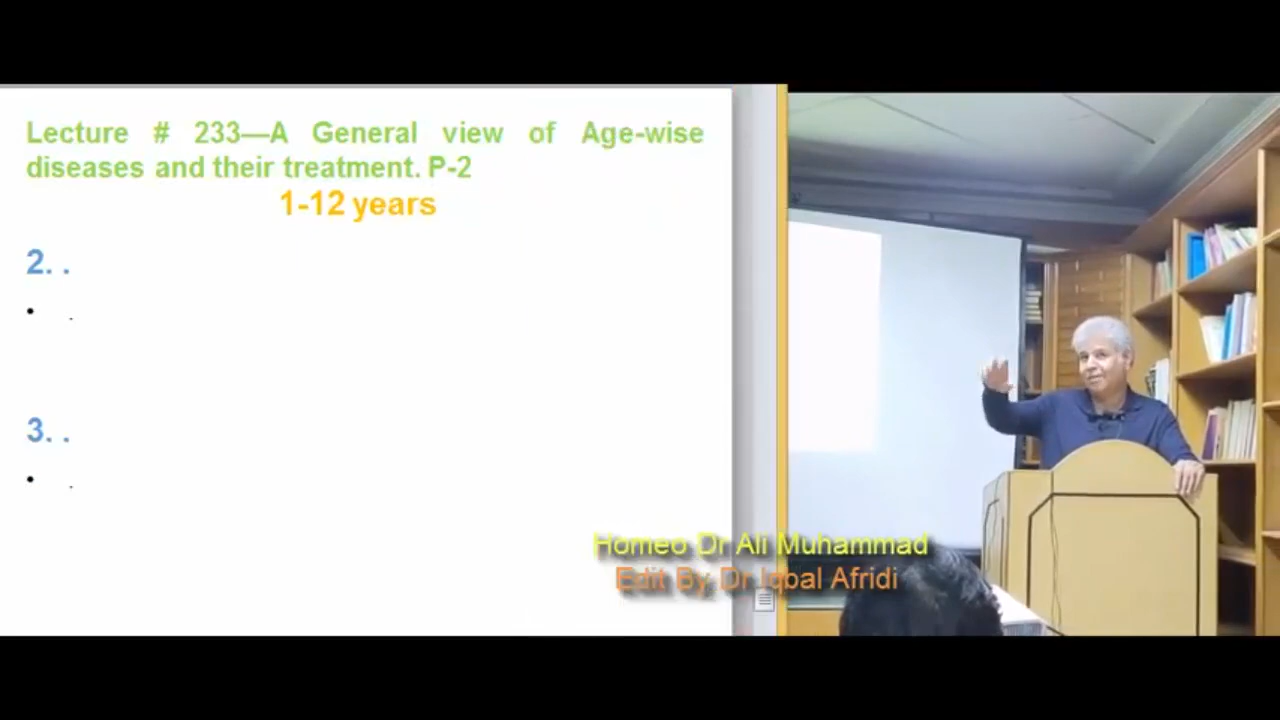 Lecture # 233—A General view of Age-wise
diseases and their treatment. P-2
1-12 years
2. .
• .
3. .
• .
Homeo Dr Ali Muhammad
Edit By Dr Iqbal Afridi